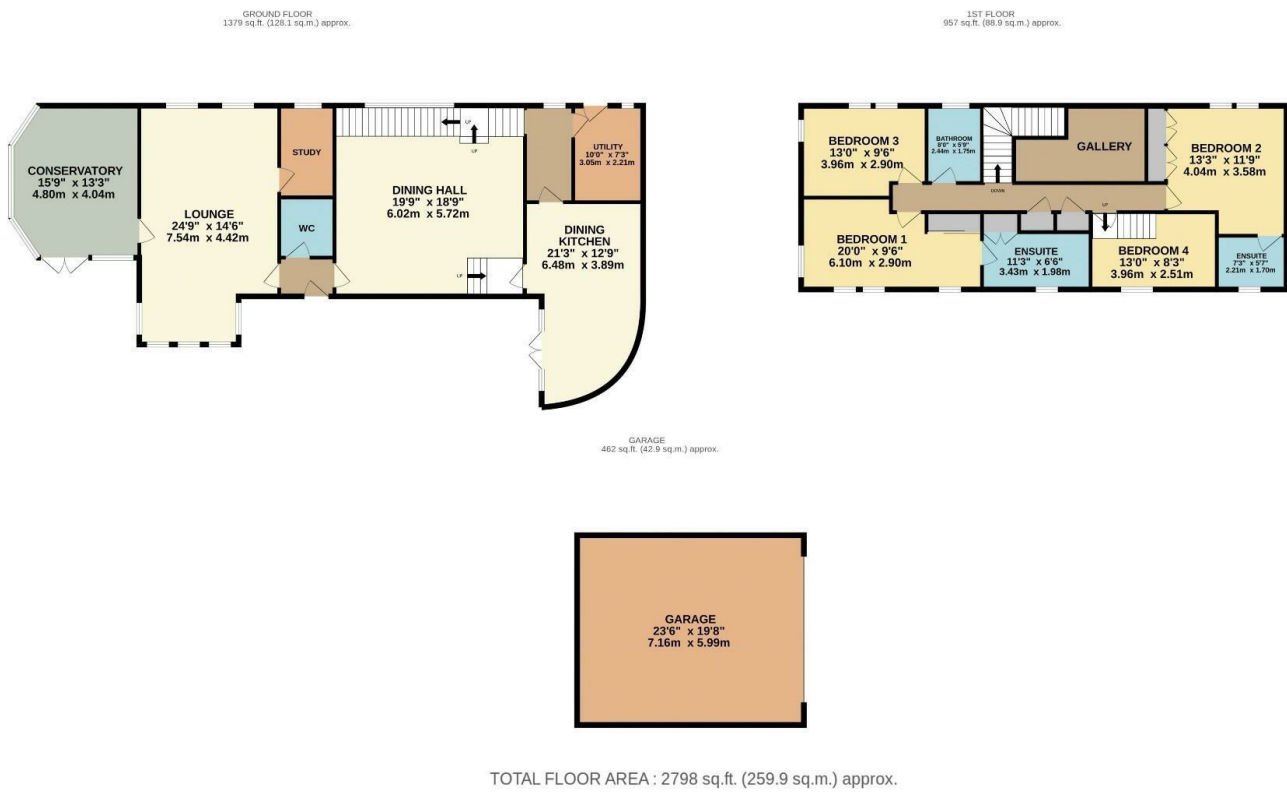 GROUND FLOOR
1379 sq.ft. (128.1 sq.m.) approx.
CONSERVATORY
15'9" x 13'3"
4.80m x 4.04m
LOUNGE
24'9" x 14'6"
7.54m x 4.42m
STUDY
WC
UP
UP
DINING HALL
19'9" x 18'9"
6.02m x 5.72m
UP
UTILITY
10'0" x 7'3"
3.05m x 2.21m
DINING
KITCHEN
21'3" x 12'9"
6.48m x 3.89m
1ST FLOOR
957 sq.ft. (88.9 sq.m.) approx.
BEDROOM 3
13'0" x 9'6"
3.96m x 2.90m
BATHROOM
8'0" x 5'9"
2.44m x 1.75m
DOWN
GALLERY
BEDROOM 2
13'3" x 11'9"
4.04m x 3.58m
BEDROOM 1
20'0" x 9'6"
6.10m x 2.90m
ENSUITE
11'3" x 6'6"
3.43m x 1.98m
UP
BEDROOM 4
13'0" x 8'3"
3.96m x 2.51m
ENSUITE
7'3" x 5'7"
2.21m x 1.70m
GARAGE
462 sq.ft. (42.9 sq.m.) approx.
GARAGE
23'6" x 19'8"
7.16m x 5.99m
TOTAL FLOOR AREA : 2798 sq.ft. (259.9 sq.m.) approx.